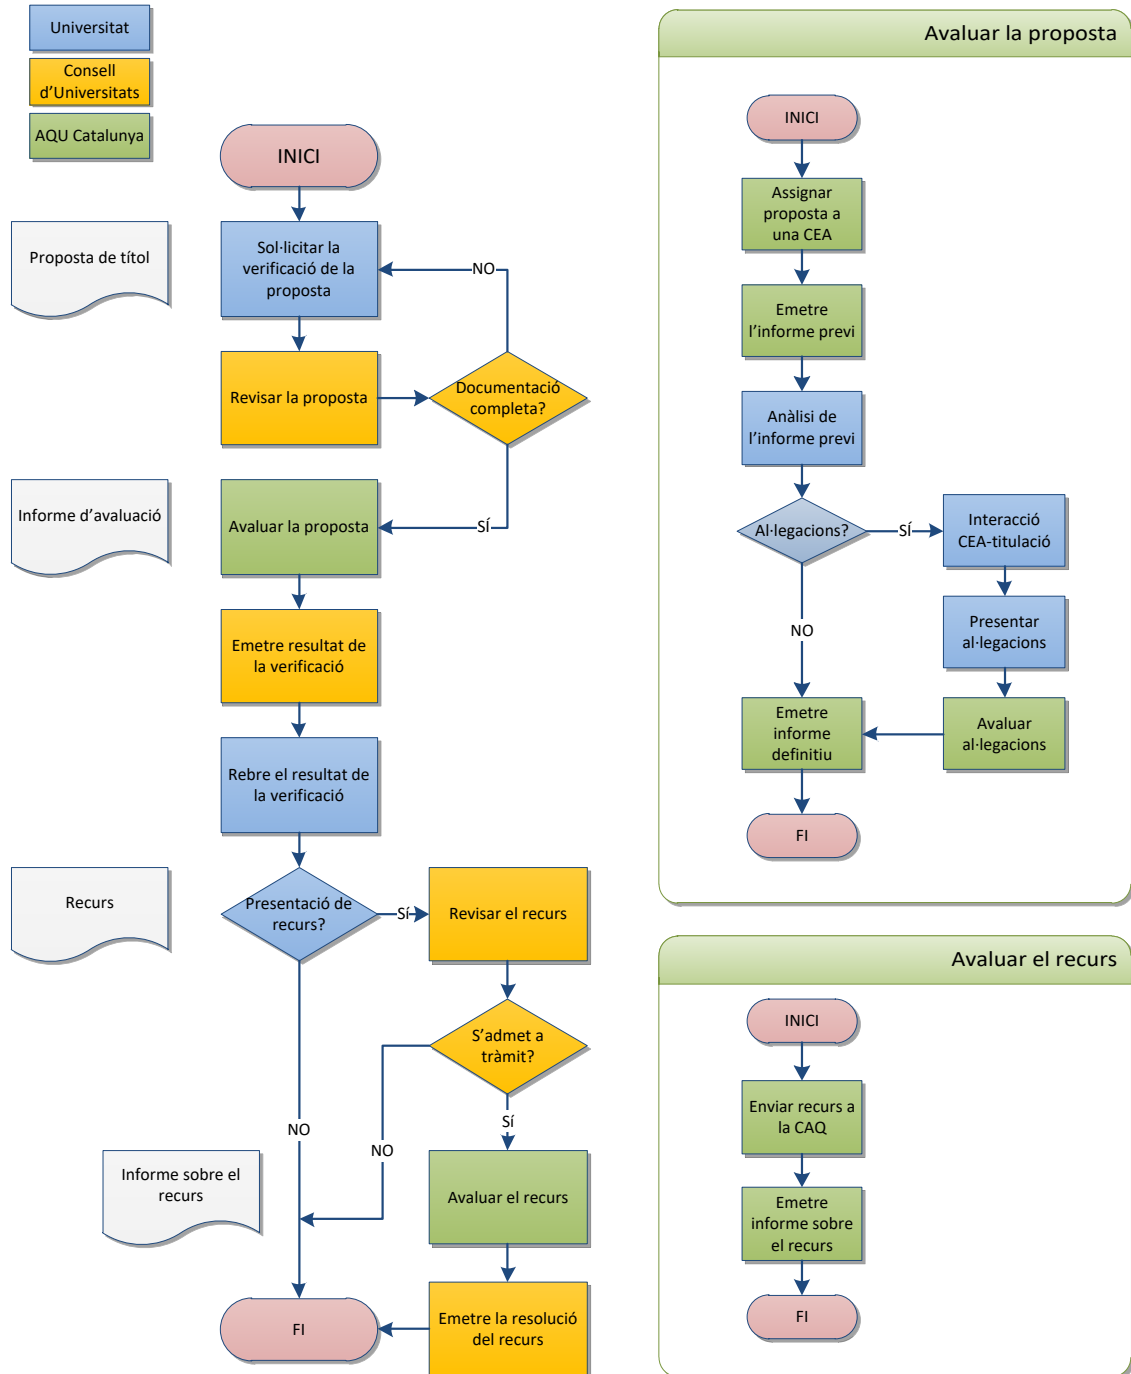 Universitat
Consell
d'Universitats
AQU Catalunya
INICI
Proposta de títol
Sol·licitar la
verificació de la
proposta
NO
Revisar la proposta
Documentació
completa?
Informe d'avaluació
Avaluar la proposta
SÍ
Emetre resultat de
la verificació
Rebre el resultat de
la verificació
Recurs
Presentació de
recurs?
Sí
Revisar el recurs
S'admet a
tràmit?
Sí
NO
NO
Informe sobre el
recurs
Avaluar el recurs
FI
Emetre la resolució
del recurs
Avaluar la proposta
INICI
Assignar
proposta a
una CEA
Emetre
l'informe previ
Anàlisi de
l'informe previ
Al·legacions?
SÍ
Interacció
CEA-titulació
NO
Presentar
al·legacions
Emetre
informe
definitiu
Avaluar
al·legacions
FI
Avaluar el recurs
INICI
Enviar recurs a
la CAQ
Emetre
informe sobre
el recurs
FI